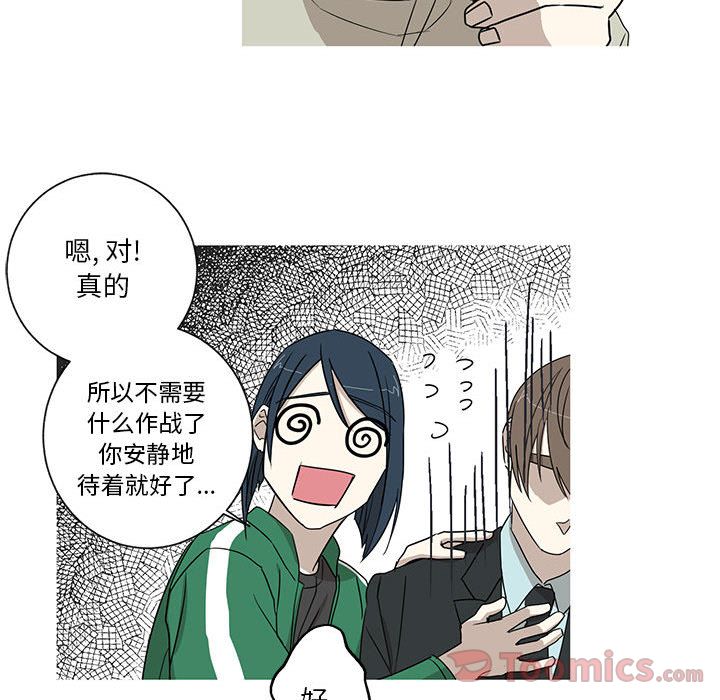 嗯, 对!
真的
所以不需要
什么作战了
你安静地
待着就好了...
好
Toomics.com